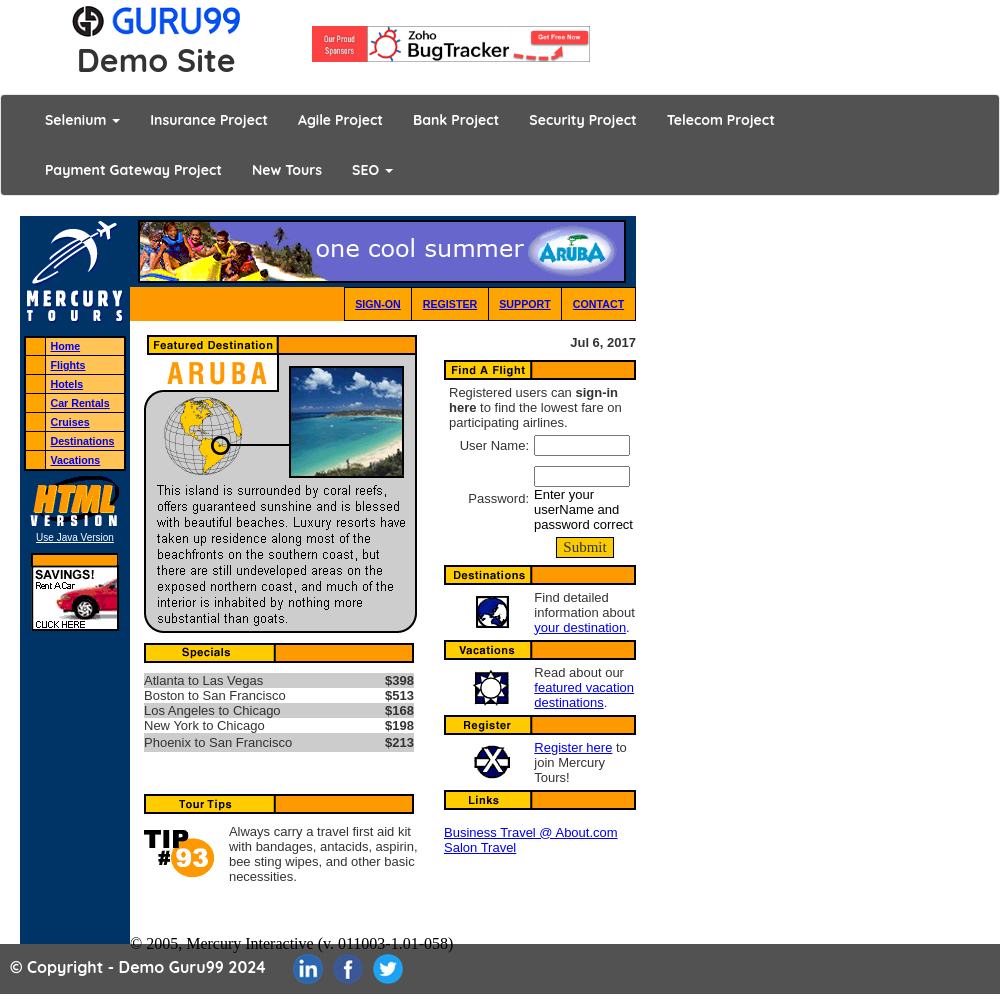 GURU99
Demo Site
Our Proud
Sponsors
Zoho
BugTracker
Get Free Now
Selenium
Insurance Project
Agile Project
Bank Project
Security Project
Telecom Project
Payment Gateway Project
New Tours
SEO
MERCURY
TOURS
one cool summer
ARUBA
SIGN-ON
REGISTER
SUPPORT
CONTACT
Home
Flights
Hotels
Car Rentals
Cruises
Destinations
Vacations
HTML
VERSION
Use Java Version
SAVINGS!
Rent A Car
CLICK HERE
Featured Destination
ARUBA
This island is surrounded by coral reefs,
offers guaranteed sunshine and is blessed
with beautiful beaches. Luxury resorts have
taken up residence along most of the
beachfronts on the southern coast, but
there are still undeveloped areas on the
exposed northern coast, and much of the
interior is inhabited by nothing more
substantial than goats.
Specials
Atlanta to Las Vegas $398
Boston to San Francisco $513
Los Angeles to Chicago $168
New York to Chicago $198
Phoenix to San Francisco $213
Tour Tips
TIP
#93
Always carry a travel first aid kit
with bandages, antacids, aspirin,
bee sting wipes, and other basic
necessities.
Jul 6, 2017
Find A Flight
Registered users can sign-in
here to find the lowest fare on
participating airlines.
User Name:
Password:
Enter your
userName and
password correct
Submit
Destinations
Find detailed
information about
your destination.
Vacations
Read about our
featured vacation
destinations.
Register
Register here to
join Mercury
Tours!
Links
Business Travel @ About.com
Salon Travel
© 2005, Mercury Interactive (v. 011003-1.01-058)
© Copyright - Demo Guru99 2024